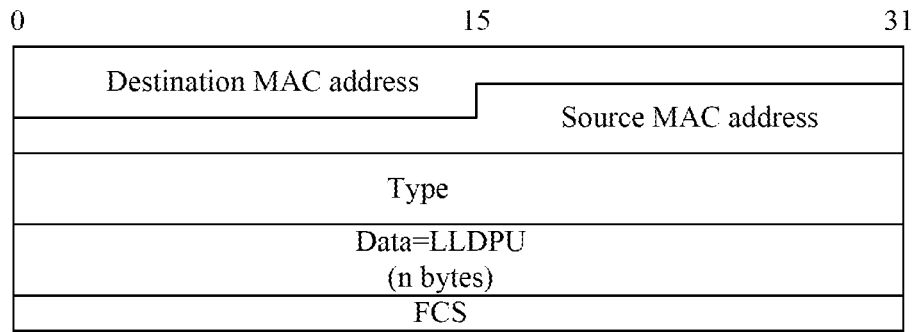 0 15 31
Destination MAC address
Source MAC address
Type
Data=LLDPU
(n bytes)
FCS